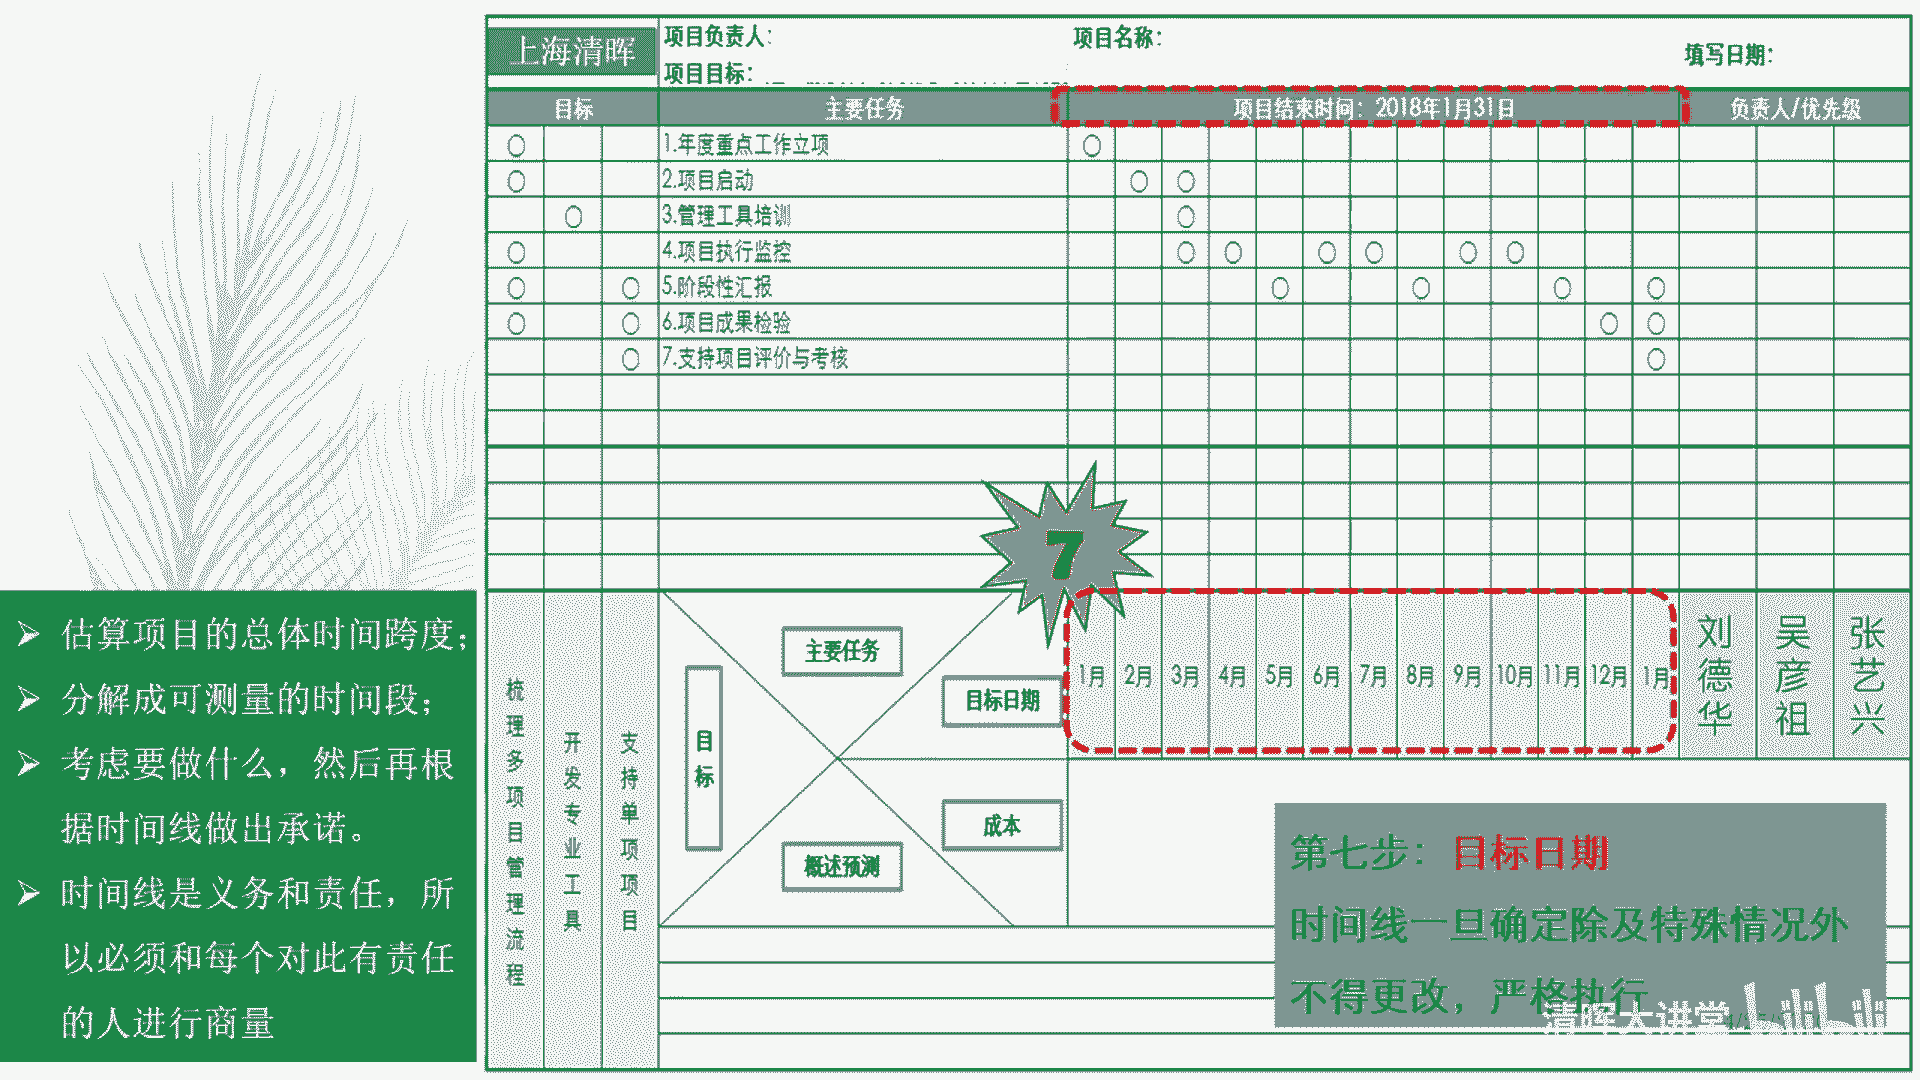 上海清晖
项目负责人：
项目名称：
填写日期：
项目目标：
目标
主要任务
项目结束时间：2018年1月31日
负责人/优先级
1.年度重点工作立项
2.项目启动
3.管理工具培训
4.项目执行监控
5.阶段性汇报
6.项目成果检验
7.支持项目评价与考核
7
估算项目的总体时间跨度；
分解成可测量的时间段；
考虑要做什么，然后再根
据时间线做出承诺。
时间线是义务和责任，所
以必须和每个对此有责任
的人进行商量
梳理多项目管理流程
开发专业工具
支持单项项目
目标
主要任务
目标日期
成本
概述预测
1月 2月 3月 4月 5月 6月 7月 8月 9月 10月 11月 12月 1月
刘德华
吴彦祖
张艺兴
第七步：目标日期
时间线一旦确定除及特殊情况外
不得更改，严格执行
清晖大讲堂